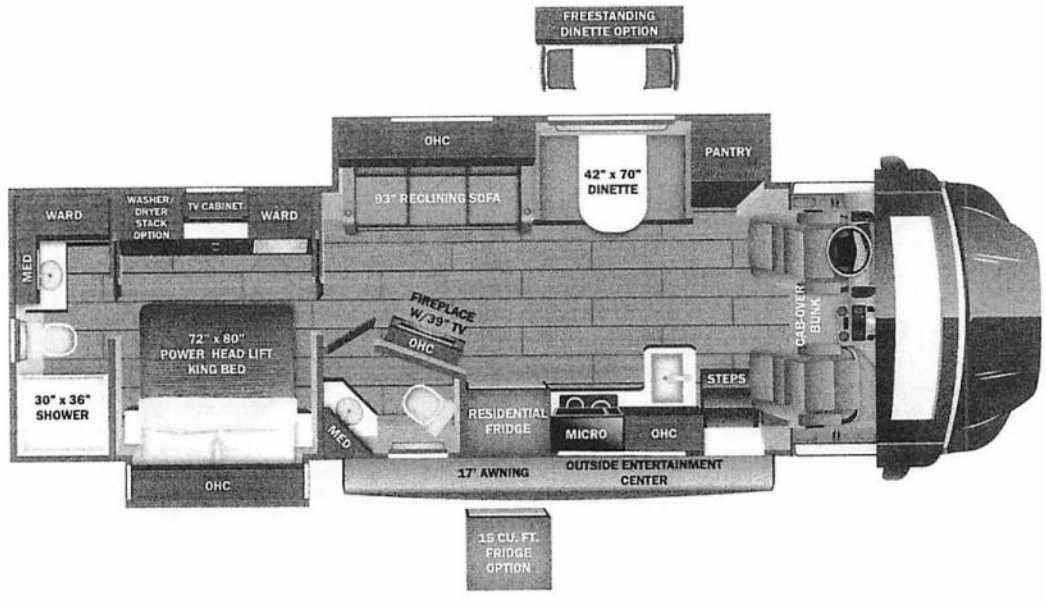 FREESTANDING
DINETTE OPTION
OHC
93" RECLINING SOFA
42" x 70"
DINETTE
PANTRY
WARD
WASHER/
DRYER
STACK
OPTION
TV CABINET
WARD
MED
FIREPLACE
W/39" TV
OHC
CAB-OVER
BUNK
72" x 80"
POWER HEAD LIFT
KING BED
30" x 36"
SHOWER
MED
RESIDENTIAL
FRIDGE
MICRO
OHC
STEPS
OHC
17' AWNING
OUTSIDE ENTERTAINMENT
CENTER
15 CU. FT.
FRIDGE
OPTION